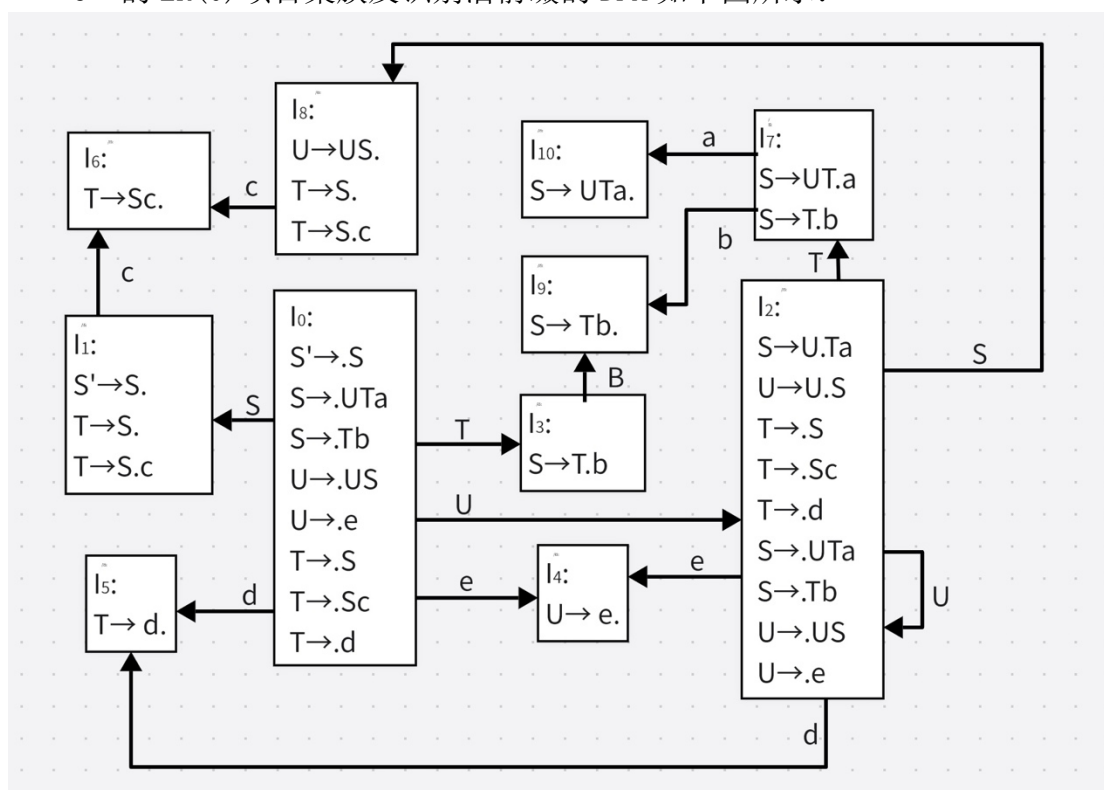 I8:
U→US.
T→S.
T→S.c
I6:
T→Sc.
c
I10:
S→ UTa.
a
I7:
S→UT.a
S→T.b
b
T
I9:
S→ Tb.
B
I3:
S→T.b
c
I1:
S'→S.
T→S.
T→S.c
S
I0:
S'→.S
S→.UTa
S→.Tb
U→.US
U→.e
T→.S
T→.Sc
T→.d
T
U
e
I2:
S→U.Ta
U→U.S
T→.S
T→.Sc
T→.d
S→.UTa
S→.Tb
U→.US
U→.e
S
U
I5:
T→ d.
d
I4:
U→ e.
e
d